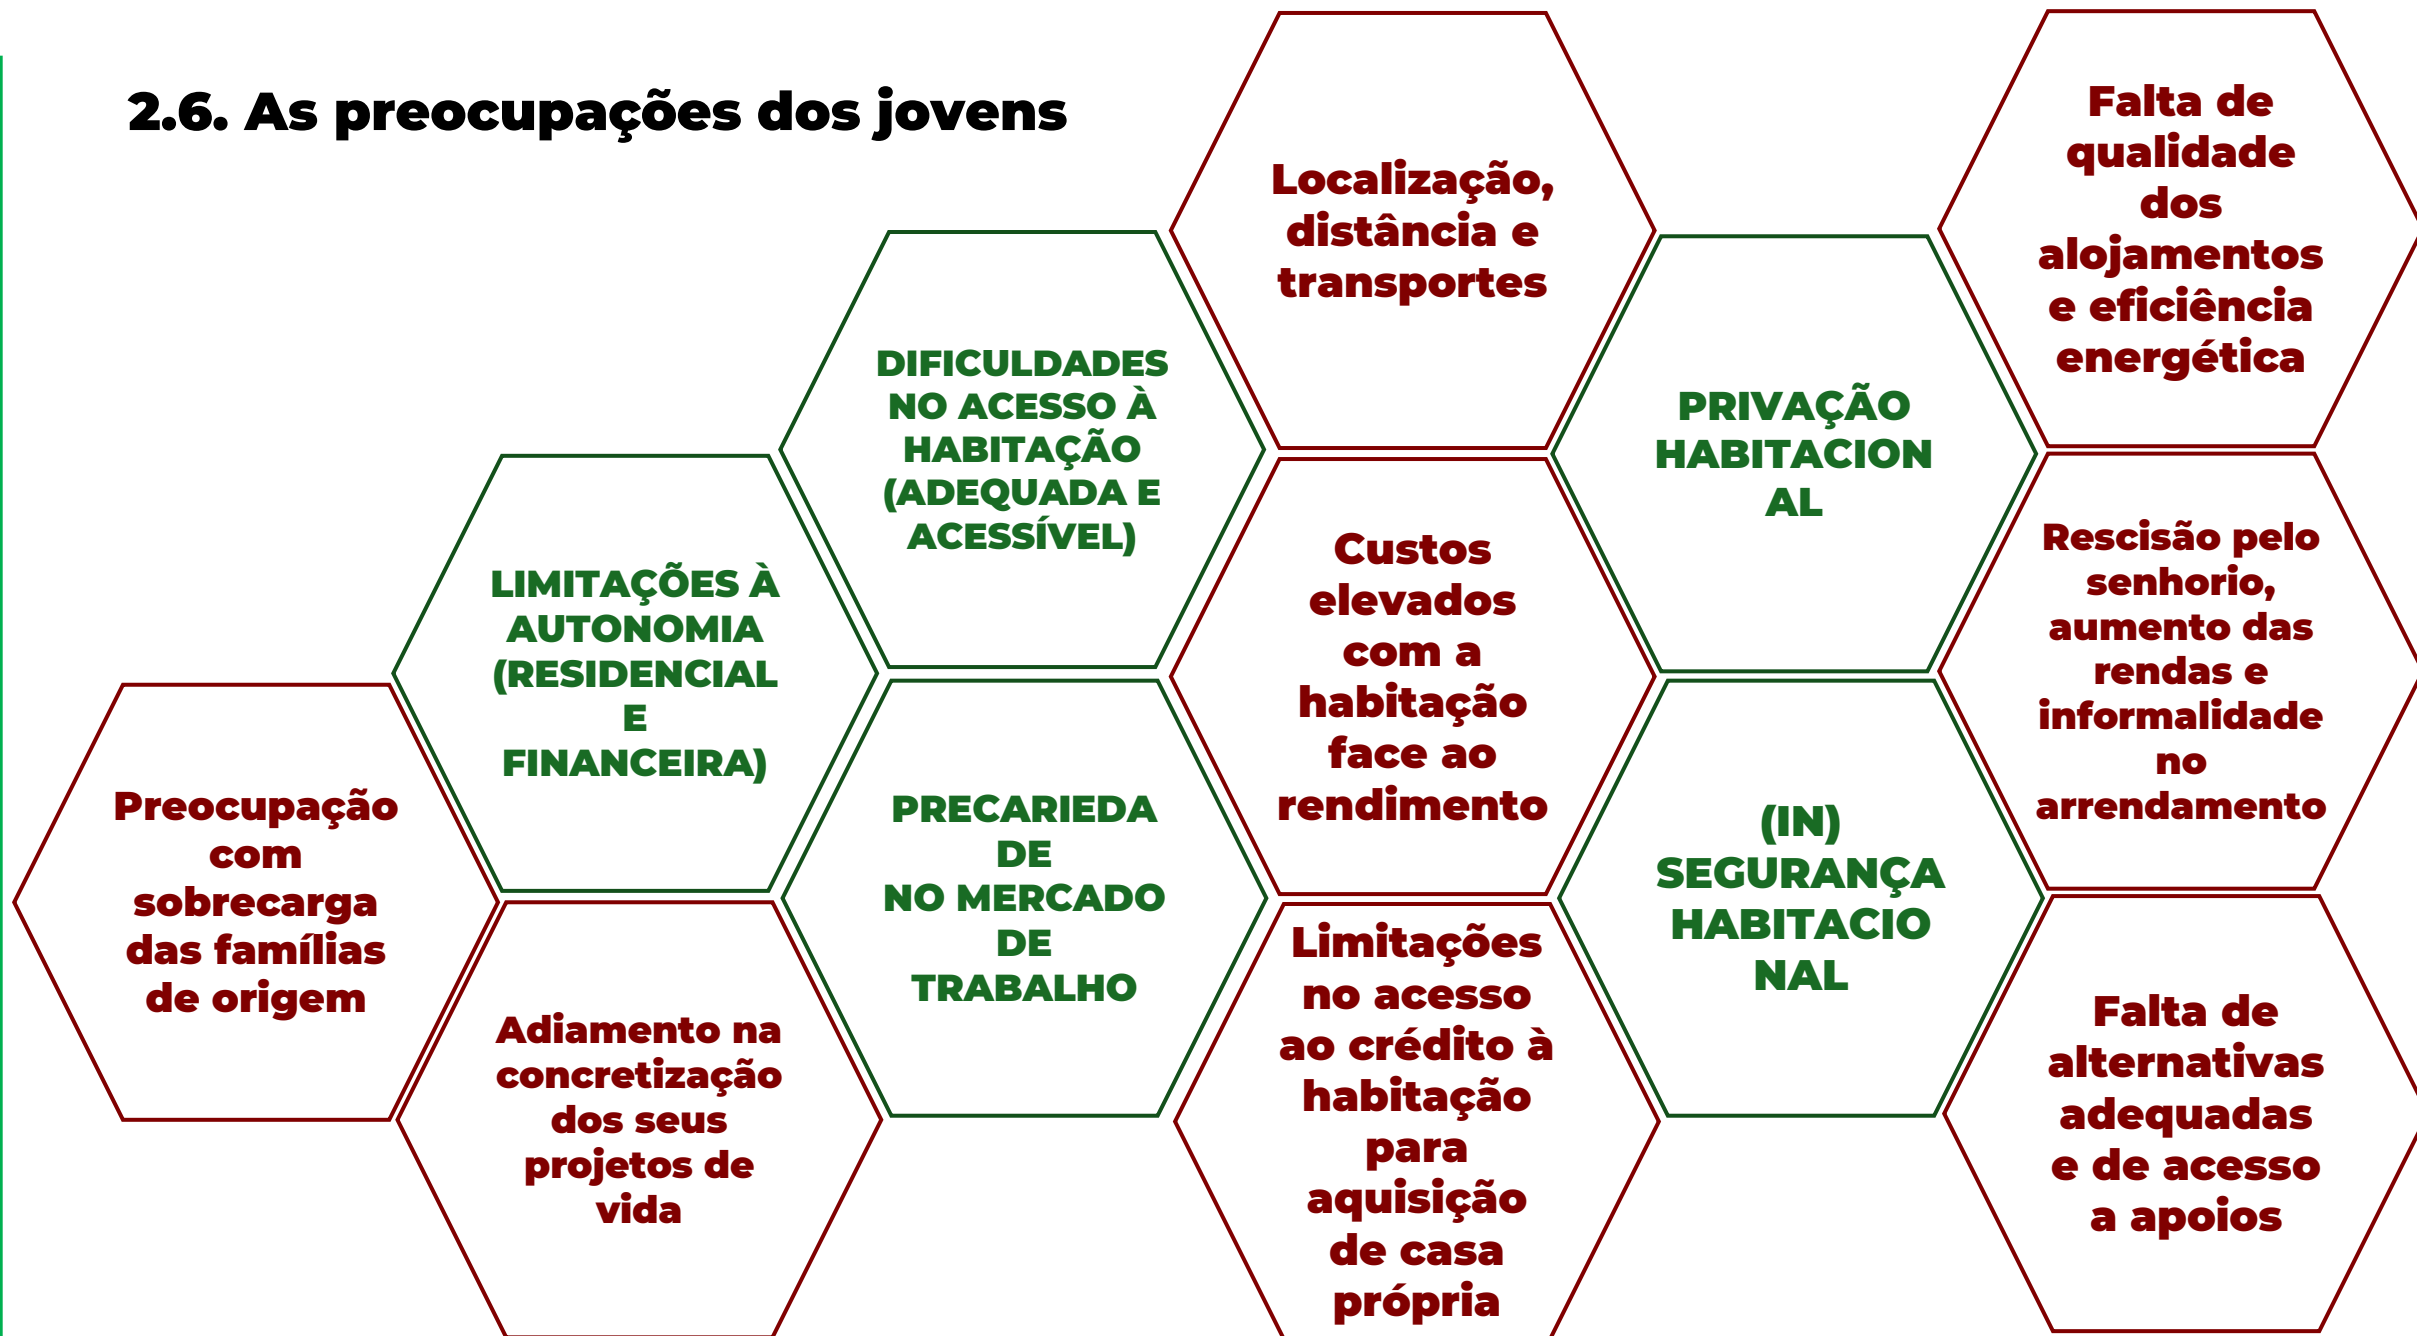 2.6. As preocupações dos jovens
Preocupação
com
sobrecarga
das famílias
de origem
LIMITAÇÕES À
AUTONOMIA
(RESIDENCIAL
E
FINANCEIRA)
Adiamento na
concretização
dos seus
projetos de
vida
DIFICULDADES
NO ACESSO À
HABITAÇÃO
(ADEQUADA E
ACESSÍVEL)
PRECARIEDA
DE
NO MERCADO
DE
TRABALHO
Localização,
distância e
transportes
Custos
elevados
com a
habitação
face ao
rendimento
Limitações
no acesso
ao crédito à
habitação
para
aquisição
de casa
própria
PRIVAÇÃO
HABITACION
AL
(IN)
SEGURANÇA
HABITACIO
NAL
Falta de
qualidade
dos
alojamentos
e eficiência
energética
Rescisão pelo
senhorio,
aumento das
rendas e
informalidade
no
arrendamento
Falta de
alternativas
adequadas
e de acesso
a apoios